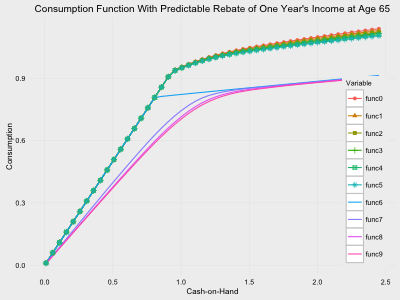 Consumption Function With Predictable Rebate of One Year's Income at Age 65
Consumption
0.9
0.6
0.3
0.0
0.0 0.5 1.0 1.5 2.0 2.5
Cash-on-Hand
Variable
func0
func1
func2
func3
func4
func5
func6
func7
func8
func9